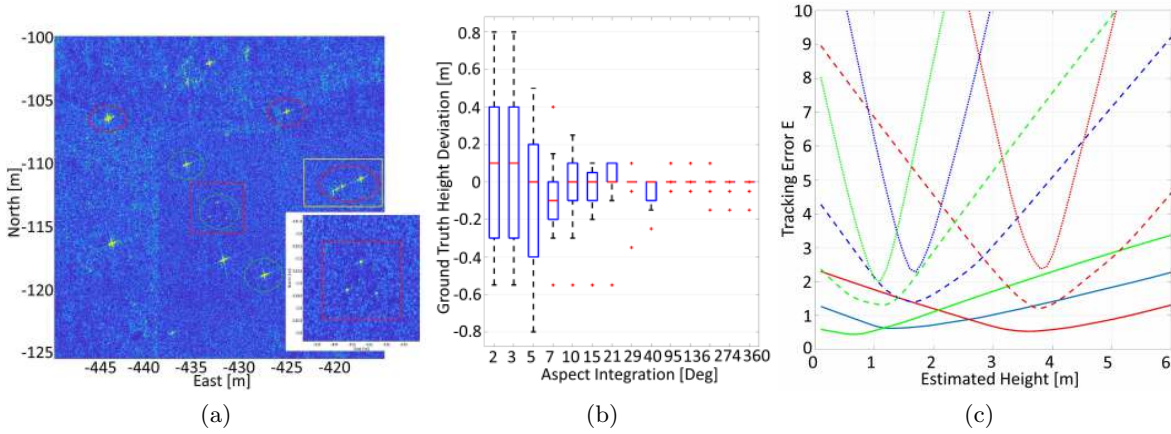 -100
-105
-110
-115
-120
-125
North [m]
-445 -440 -435 -430 -425 -420
East [m]
(a)
0.8
0.6
0.4
0.2
0
-0.2
-0.4
-0.6
-0.8
Ground Truth Height Deviation [m]
2 3 5 7 10 15 21 29 40 95 136 274 360
Aspect Integration [Deg]
(b)
10
9
8
7
6
5
4
3
2
1
0
Tracking Error E
0 1 2 3 4 5 6
Estimated Height [m]
(c)